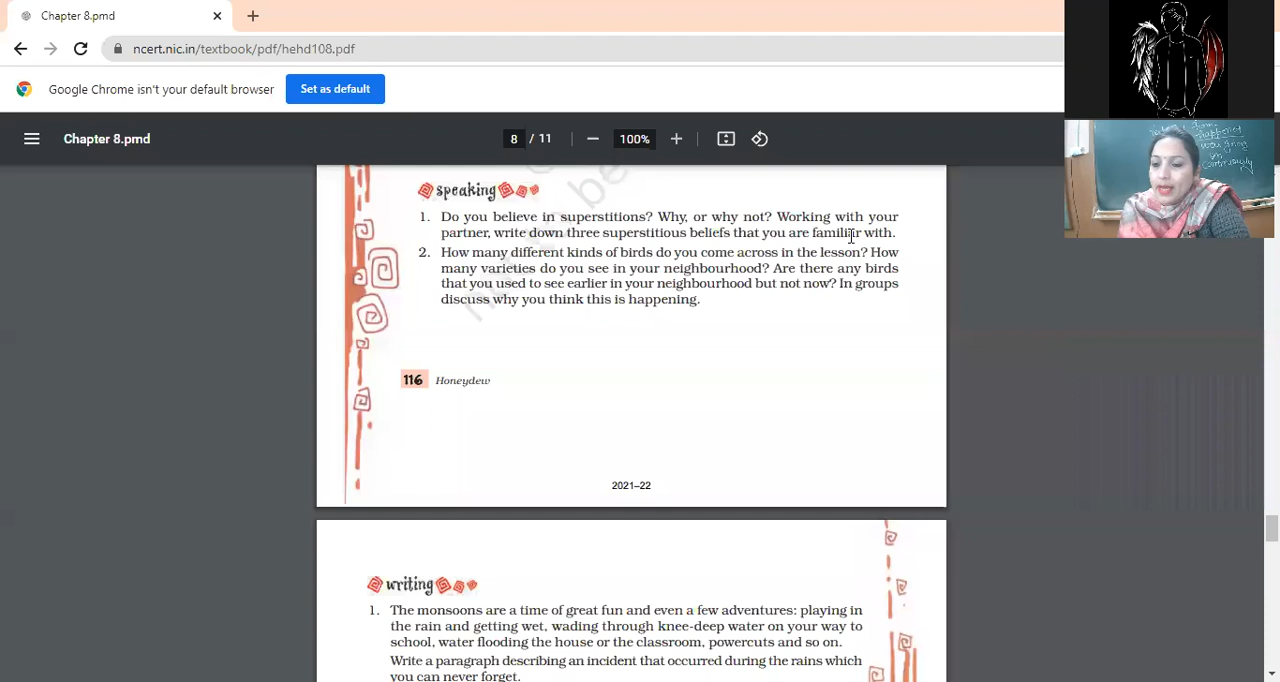 Chapter 8.pmd
ncert.nic.in/textbook/pdf/hehd108.pdf
Google Chrome isn't your default browser
Set as default
Chapter 8.pmd
8 / 11
100%
speaking
1. Do you believe in superstitions? Why, or why not? Working with your
partner, write down three superstitious beliefs that you are familiar with.
2. How many different kinds of birds do you come across in the lesson? How
many varieties do you see in your neighbourhood? Are there any birds
that you used to see earlier in your neighbourhood but not now? In groups
discuss why you think this is happening.
116 Honeydew
2021–22
writing
1. The monsoons are a time of great fun and even a few adventures: playing in
the rain and getting wet, wading through knee-deep water on your way to
school, water flooding the house or the classroom, powercuts and so on.
Write a paragraph describing an incident that occurred during the rains which
you can never forget.
happened
was going
on
continuously